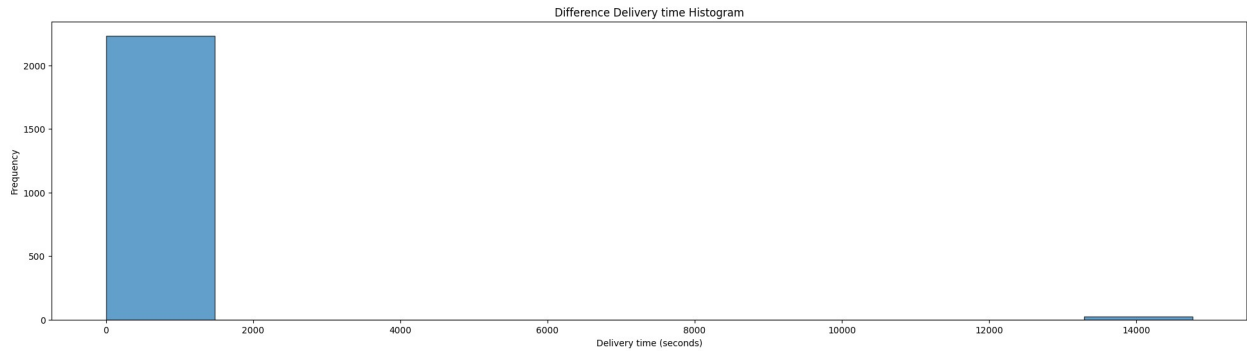 Difference Delivery time Histogram
2000
1500
1000
500
0
Frequency
0 2000 4000 6000 8000 10000 12000 14000
Delivery time (seconds)